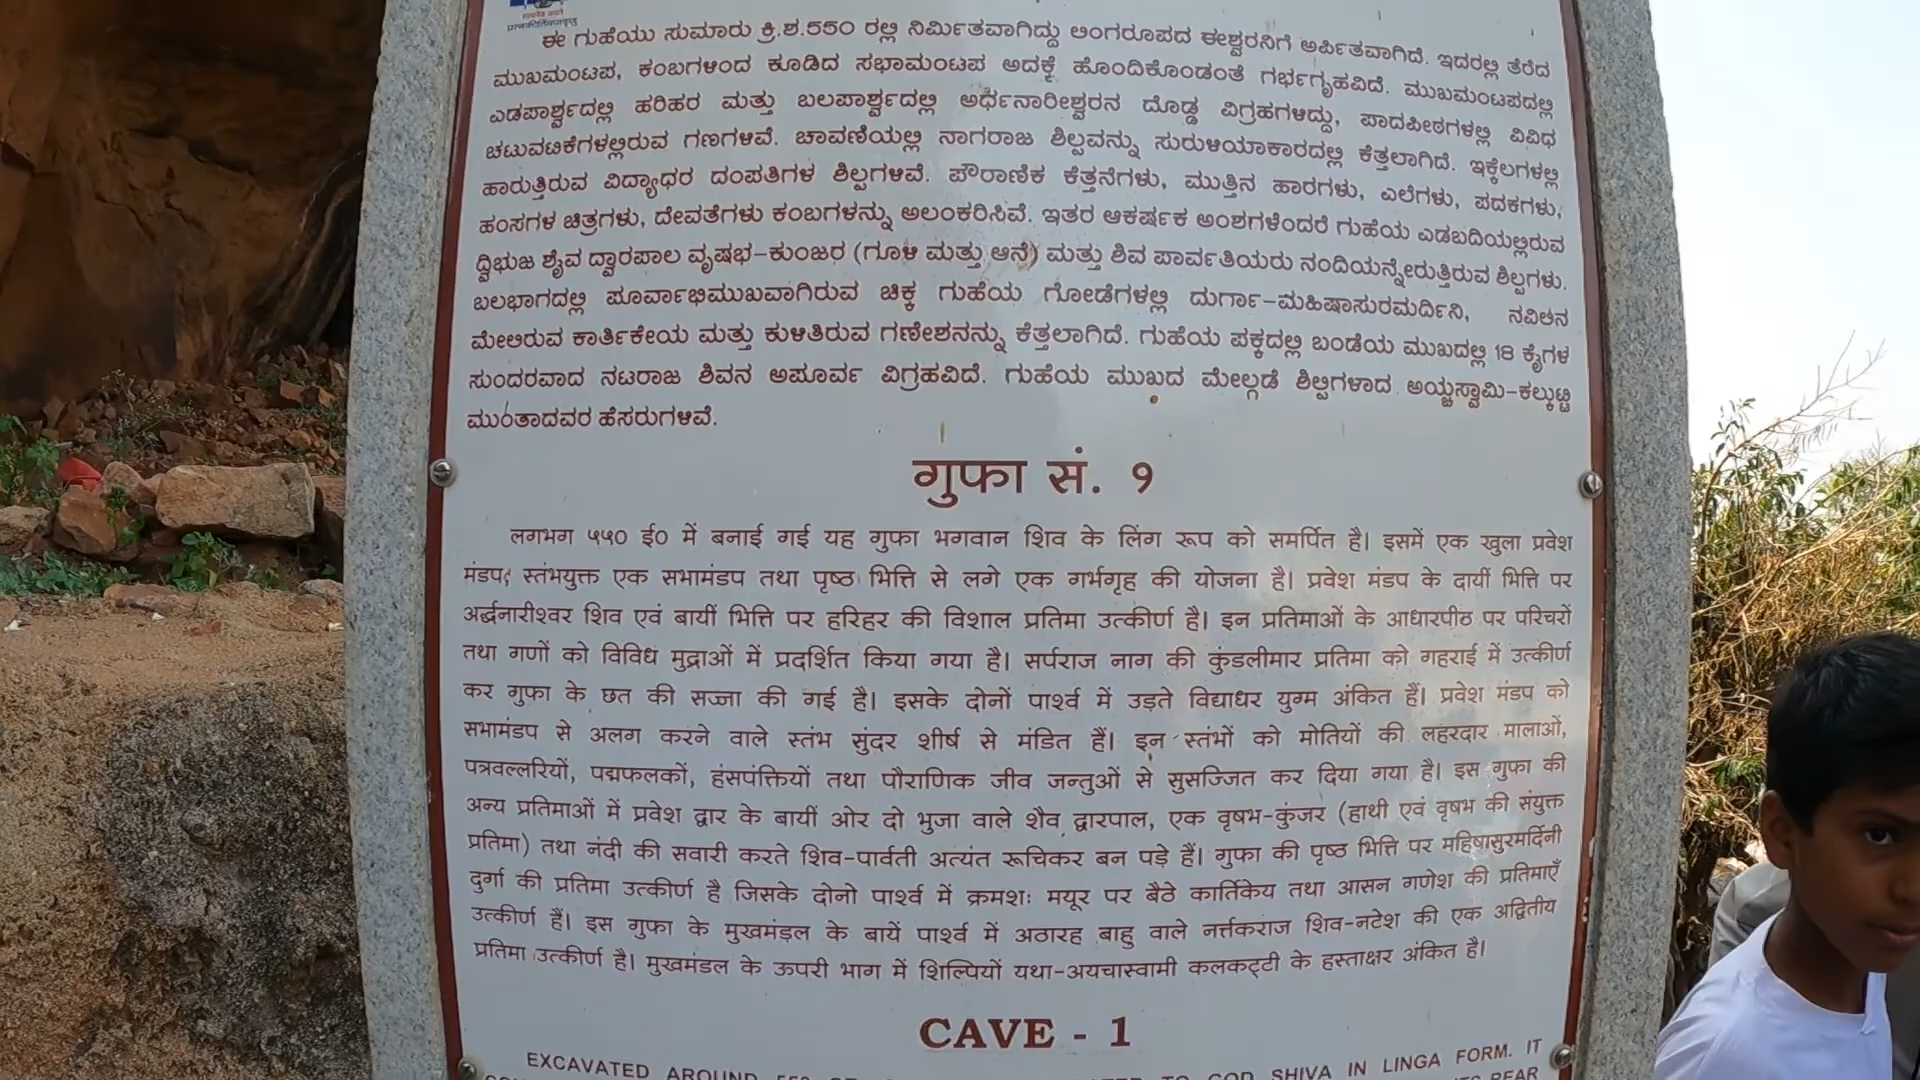 सत्यमेव जयते
ಈ ಗುಹೆಯು ಸುಮಾರು ಕ್ರಿ.ಶ.550 ರಲ್ಲಿ ನಿರ್ಮಿತವಾಗಿದ್ದು ಲಿಂಗರೂಪದ ಈಶ್ವರನಿಗೆ ಅರ್ಪಿತವಾಗಿದೆ. ಇದರಲ್ಲಿ ತೆರೆದ
ಮುಖಮಂಟಪ, ಕಂಬಗಳಿಂದ ಕೂಡಿದ ಸಭಾಮಂಟಪ ಅದಕ್ಕೆ ಹೊಂದಿಕೊಂಡಂತೆ ಗರ್ಭಗೃಹವಿದೆ. ಮುಖಮಂಟಪದಲ್ಲಿ
ಎಡಪಾರ್ಶ್ವದಲ್ಲಿ ಹರಿಹರ ಮತ್ತು ಬಲಪಾರ್ಶ್ವದಲ್ಲಿ ಅರ್ಧನಾರೀಶ್ವರನ ದೊಡ್ಡ ವಿಗ್ರಹಗಳಿದ್ದು, ಪಾದಪೀಠಗಳಲ್ಲಿ ವಿವಿಧ
ಚಟುವಟಿಕೆಗಳಲ್ಲಿರುವ ಗಣಗಳಿವೆ. ಚಾವಣಿಯಲ್ಲಿ ನಾಗರಾಜ ಶಿಲ್ಪವನ್ನು ಸುರುಳಿಯಾಕಾರದಲ್ಲಿ ಕೆತ್ತಲಾಗಿದೆ. ಇಕ್ಕೆಲಗಳಲ್ಲಿ
ಹಾರುತ್ತಿರುವ ವಿದ್ಯಾಧರ ದಂಪತಿಗಳ ಶಿಲ್ಪಗಳಿವೆ. ಪೌರಾಣಿಕ ಕೆತ್ತನೆಗಳು, ಮುತ್ತಿನ ಹಾರಗಳು, ಎಲೆಗಳು, ಪದಕಗಳು,
ಹಂಸಗಳ ಚಿತ್ರಗಳು, ದೇವತೆಗಳು ಕಂಬಗಳನ್ನು ಅಲಂಕರಿಸಿವೆ. ಇತರ ಆಕರ್ಷಕ ಅಂಶಗಳೆಂದರೆ ಗುಹೆಯ ಎಡಬದಿಯಲ್ಲಿರುವ
ದ್ವಿಭುಜ ಶೈವ ದ್ವಾರಪಾಲ ವೃಷಭ-ಕುಂಜರ (ಗೂಳಿ ಮತ್ತು ಆನೆ) ಮತ್ತು ಶಿವ ಪಾರ್ವತಿಯರು ನಂದಿಯನ್ನೇರುತ್ತಿರುವ ಶಿಲ್ಪಗಳು.
ಬಲಭಾಗದಲ್ಲಿ ಪೂರ್ವಾಭಿಮುಖವಾಗಿರುವ ಚಿಕ್ಕ ಗುಹೆಯ ಗೋಡೆಗಳಲ್ಲಿ ದುರ್ಗಾ-ಮಹಿಷಾಸುರಮರ್ದಿನಿ, ನವಿಲಿನ
ಮೇಲಿರುವ ಕಾರ್ತಿಕೇಯ ಮತ್ತು ಕುಳಿತಿರುವ ಗಣೇಶನನ್ನು ಕೆತ್ತಲಾಗಿದೆ. ಗುಹೆಯ ಪಕ್ಕದಲ್ಲಿ ಬಂಡೆಯ ಮುಖದಲ್ಲಿ 18 ಕೈಗಳ
ಸುಂದರವಾದ ನಟರಾಜ ಶಿವನ ಅಪೂರ್ವ ವಿಗ್ರಹವಿದೆ. ಗುಹೆಯ ಮುಖದ ಮೇಲ್ಗಡೆ ಶಿಲ್ಪಿಗಳಾದ ಅಯ್ಚಸ್ವಾಮಿ-ಕಲ್ಕುಟ್ಟಿ
ಮುಂತಾದವರ ಹೆಸರುಗಳಿವೆ.
गुफा सं. १
लगभग ५५० ई० में बनाई गई यह गुफा भगवान शिव के लिंग रूप को समर्पित है। इसमें एक खुला प्रवेश
मंडप, स्तंभयुक्त एक सभामंडप तथा पृष्ठ भित्ति से लगे एक गर्भगृह की योजना है। प्रवेश मंडप के दायीं भित्ति पर
अर्द्धनारीश्वर शिव एवं बायीं भित्ति पर हरिहर की विशाल प्रतिमा उत्कीर्ण है। इन प्रतिमाओं के आधारपीठ पर परिचरों
तथा गणों को विविध मुद्राओं में प्रदर्शित किया गया है। सर्पराज नाग की कुंडलीमार प्रतिमा को गहराई में उत्कीर्ण
कर गुफा के छत की सज्जा की गई है। इसके दोनों पार्श्व में उड़ते विद्याधर युग्म अंकित हैं। प्रवेश मंडप को
सभामंडप से अलग करने वाले स्तंभ सुंदर शीर्ष से मंडित हैं। इन स्तंभों को मोतियों की लहरदार मालाओं,
पत्रवल्लरियों, पद्मफलकों, हंसपंक्तियों तथा पौराणिक जीव जन्तुओं से सुसज्जित कर दिया गया है। इस गुफा की
अन्य प्रतिमाओं में प्रवेश द्वार के बायीं ओर दो भुजा वाले शैव द्वारपाल, एक वृषभ-कुंजर (हाथी एवं वृषभ की संयुक्त
प्रतिमा) तथा नंदी की सवारी करते शिव-पार्वती अत्यंत रूचिकर बन पड़े हैं। गुफा की पृष्ठ भित्ति पर महिषासुरमर्दिनी
दुर्गा की प्रतिमा उत्कीर्ण है जिसके दोनो पार्श्व में क्रमशः मयूर पर बैठे कार्तिकेय तथा आसन गणेश की प्रतिमाएँ
उत्कीर्ण हैं। इस गुफा के मुखमंडल के बायें पार्श्व में अठारह बाहु वाले नर्त्तकराज शिव-नटेश की एक अद्वितीय
प्रतिमा उत्कीर्ण है। मुखमंडल के ऊपरी भाग में शिल्पियों यथा-अयचास्वामी कलकट्टी के हस्ताक्षर अंकित है।
CAVE - 1
EXCAVATED AROUND TO GOD SHIVA IN LINGA FORM. IT
REAR